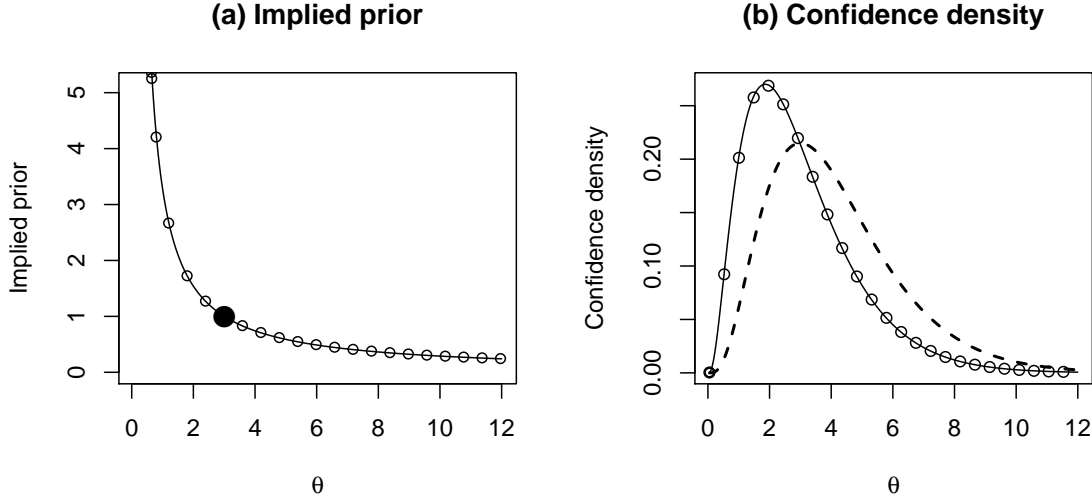 (a) Implied prior
Implied prior
5
4
3
2
1
0
0 2 4 6 8 10 12
θ
(b) Confidence density
Confidence density
0.20
0.10
0.00
0 2 4 6 8 10 12
θ